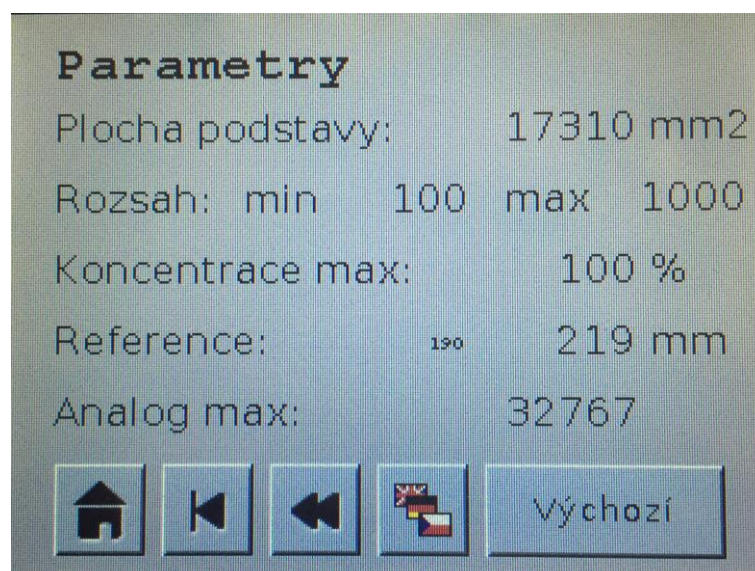 Parametry
Plocha podstavy: 17310 mm2
Rozsah: min 100 max 1000
Koncentrace max: 100 %
Reference: 190 219 mm
Analog max: 32767
Výchozí